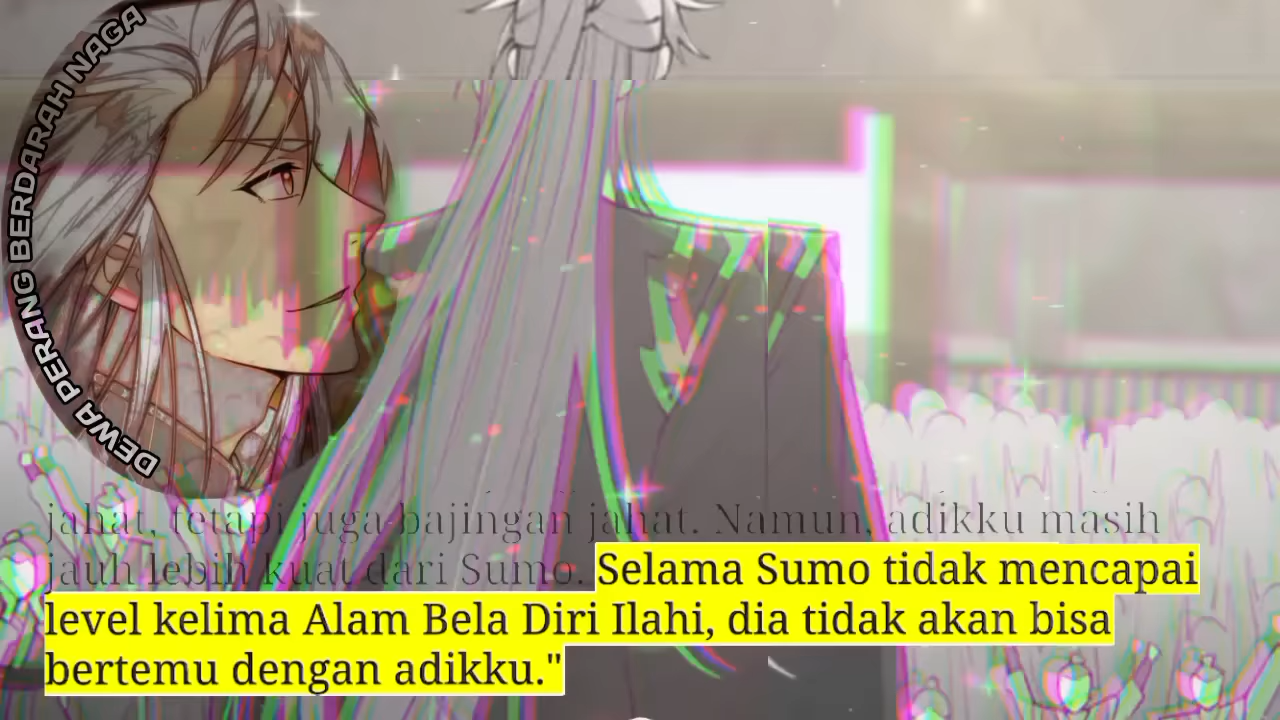 DEWA PERANG BERDARAH NAGA
jahat, tetapi juga bajingan jahat. Namun, adikku masih
jauh lebih kuat dari Sumo. Selama Sumo tidak mencapai
level kelima Alam Bela Diri Ilahi, dia tidak akan bisa
bertemu dengan adikku."